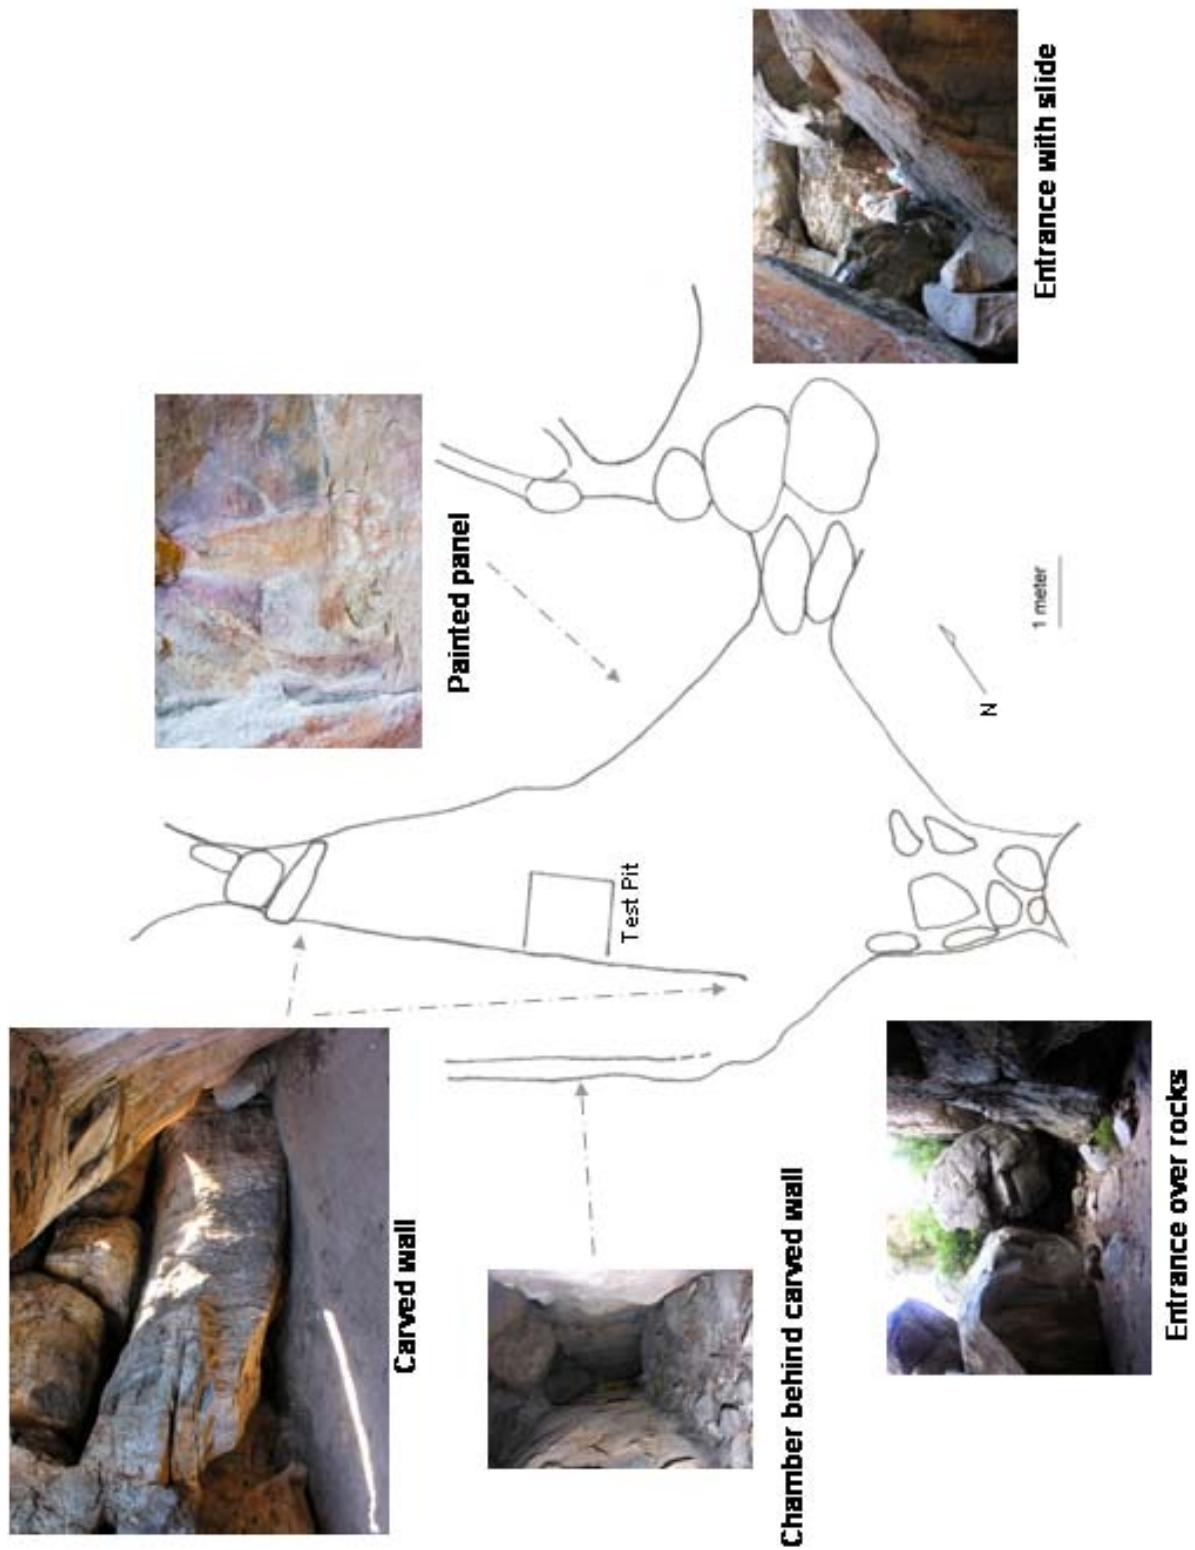 Carved wall
Painted panel
Entrance with slide
Test Pit
Chamber behind carved wall
N
1 meter
Entrance over rocks